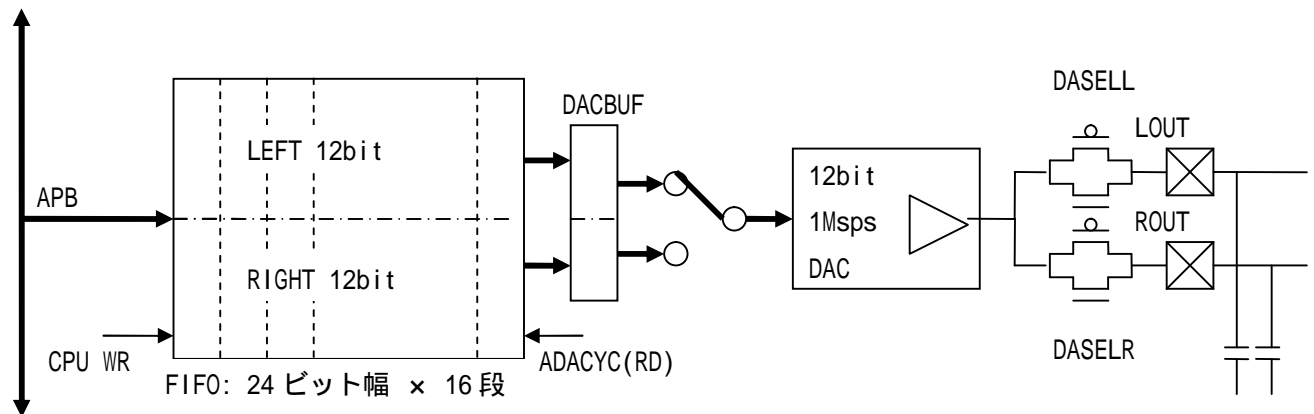 DASELL
DACBUF
LOUT
LEFT 12bit
12bit
APB
1Msps
ROUT
DAC
RIGHT 12bit
CPU WR
ADACYC(RD)
DASELR
FIFO: 24 ビット幅 × 16 段